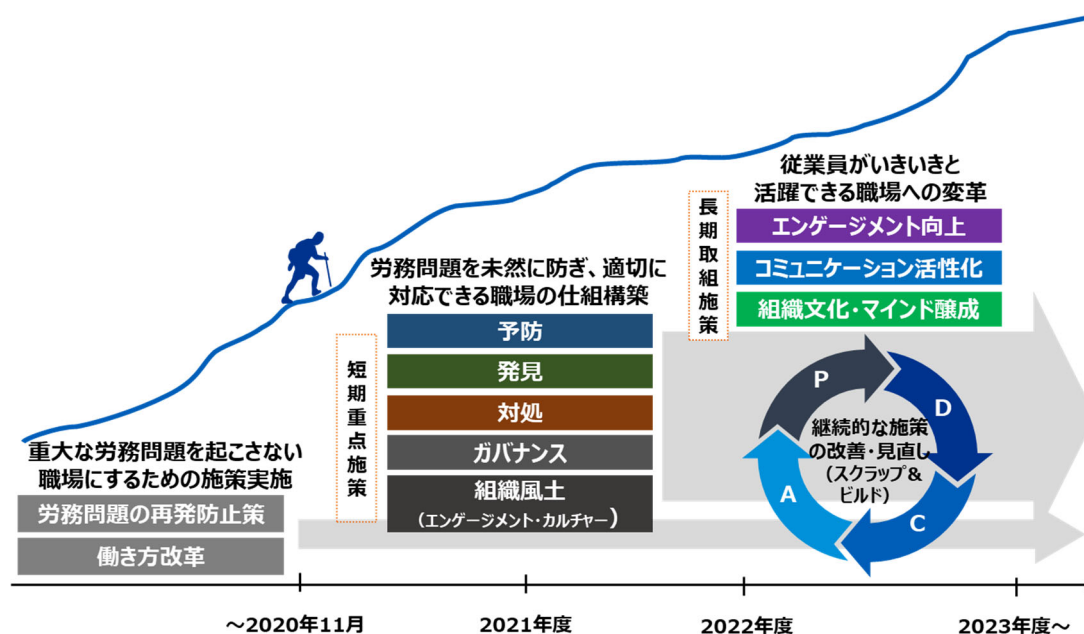 重大な労務問題を起こさない
職場にするための施策実施
労務問題の再発防止策
働き方改革
労務問題を未然に防ぎ、適切に
対応できる職場の仕組構築
短期重点施策
予防
発見
対処
ガバナンス
組織風土
(エンゲージメント・カルチャー)
従業員がいきいきと
活躍できる職場への変革
長期取組施策
エンゲージメント向上
コミュニケーション活性化
組織文化・マインド醸成
P
D
C
A
継続的な施策
の改善・見直し
(スクラップ&
ビルド)
～2020年11月
2021年度
2022年度
2023年度～